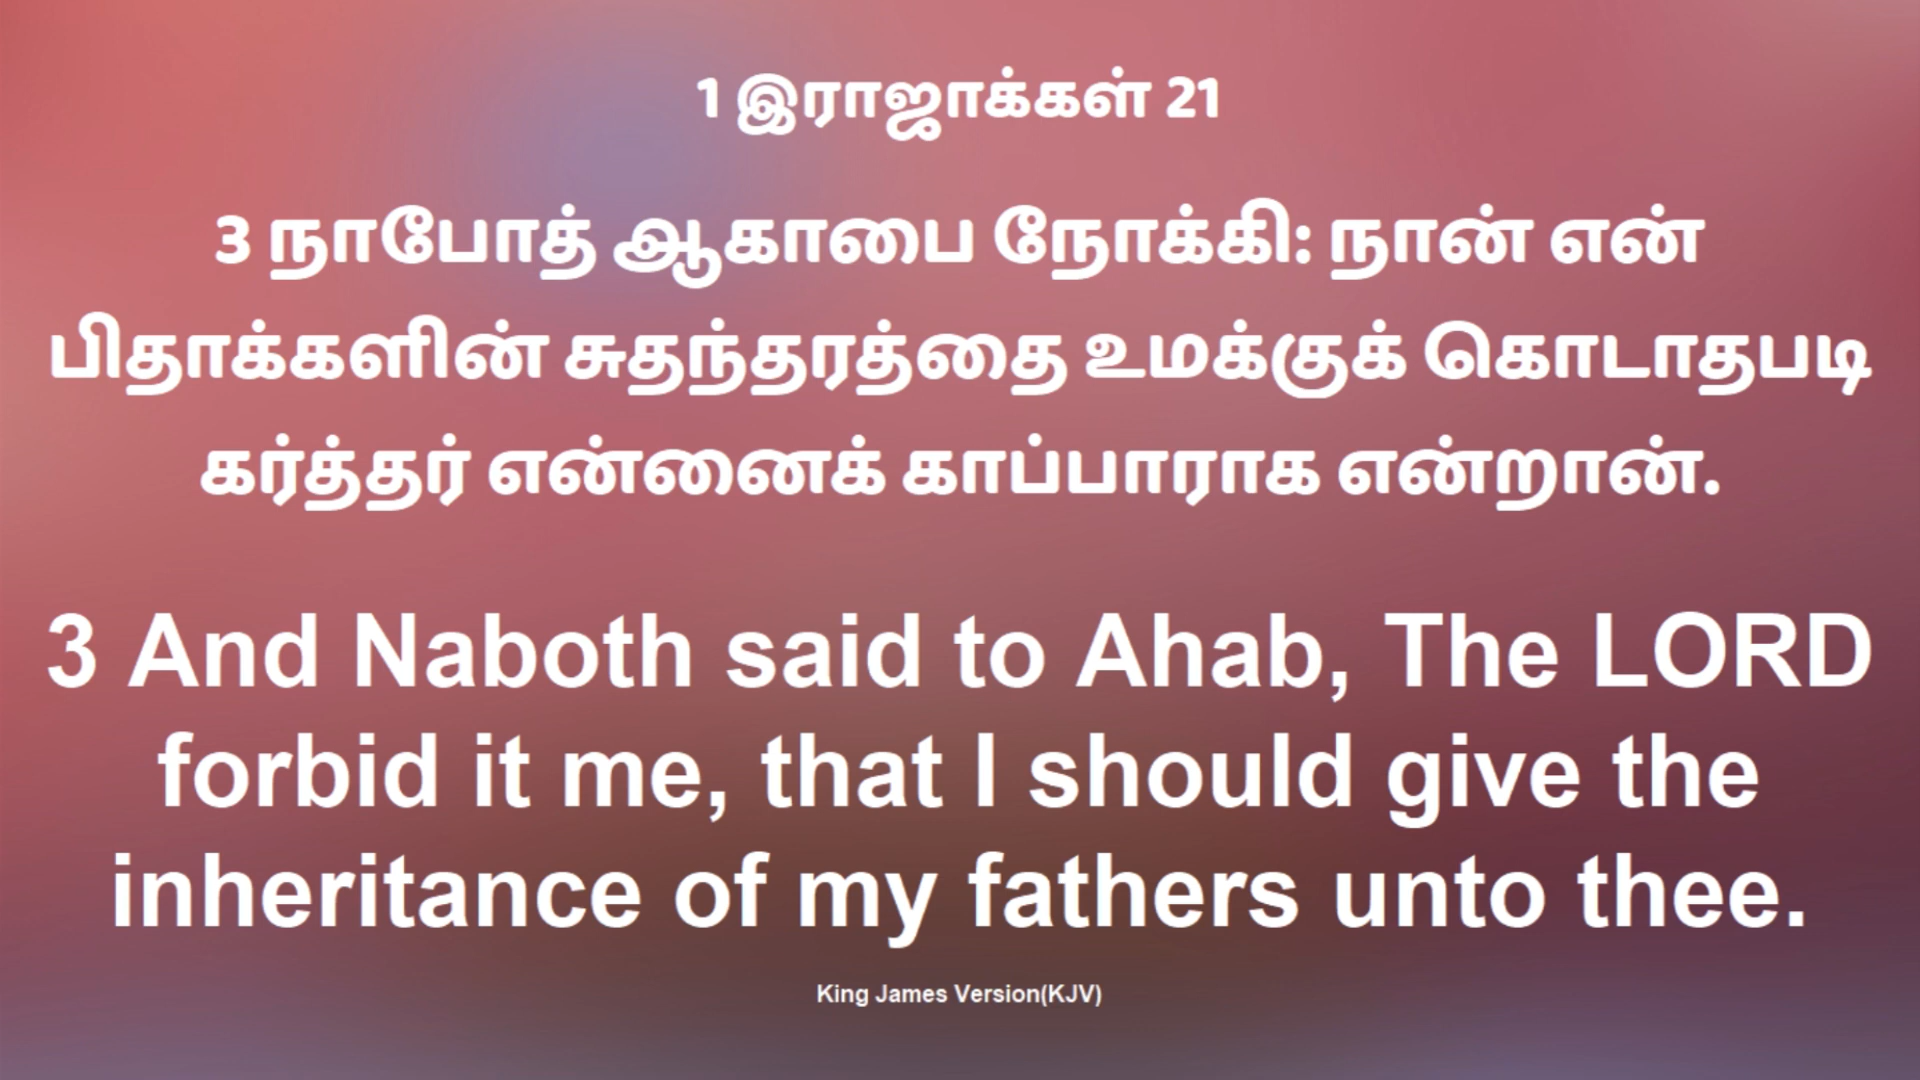 1 இராஜாக்கள் 21
3 நாபோத் ஆகாபை நோக்கி: நான் என்
பிதாக்களின் சுதந்தரத்தை உமக்குக் கொடாதபடி
கர்த்தர் என்னைக் காப்பாராக என்றான்.
3 And Naboth said to Ahab, The LORD
forbid it me, that I should give the
inheritance of my fathers unto thee.
King James Version(KJV)